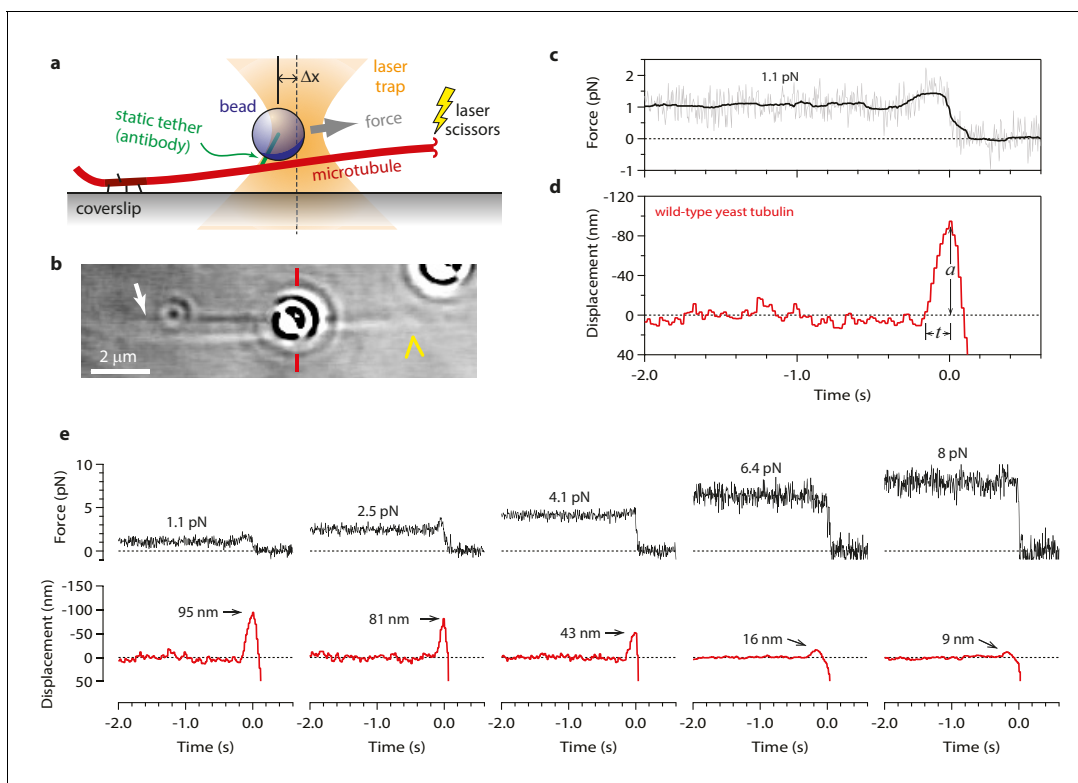 a
Δx
laser
trap
bead
laser
scissors
static tether
(antibody)
force
microtubule
coverslip
b
2 μm
c
1.1 pN
Force (pN)
2
1
0
-1
d
wild-type yeast tubulin
Displacement (nm)
-120
-80
-40
0
40
a
t
-2.0
-1.0
0.0
Time (s)
e
Force (pN)
10
5
0
1.1 pN
2.5 pN
4.1 pN
6.4 pN
8 pN
Displacement (nm)
-150
-100
-50
0
50
95 nm
81 nm
43 nm
16 nm
9 nm
-2.0 -1.0 0.0 -2.0 -1.0 0.0 -2.0 -1.0 0.0 -2.0 -1.0 0.0 -2.0 -1.0 0.0
Time (s) Time (s) Time (s) Time (s) Time (s)